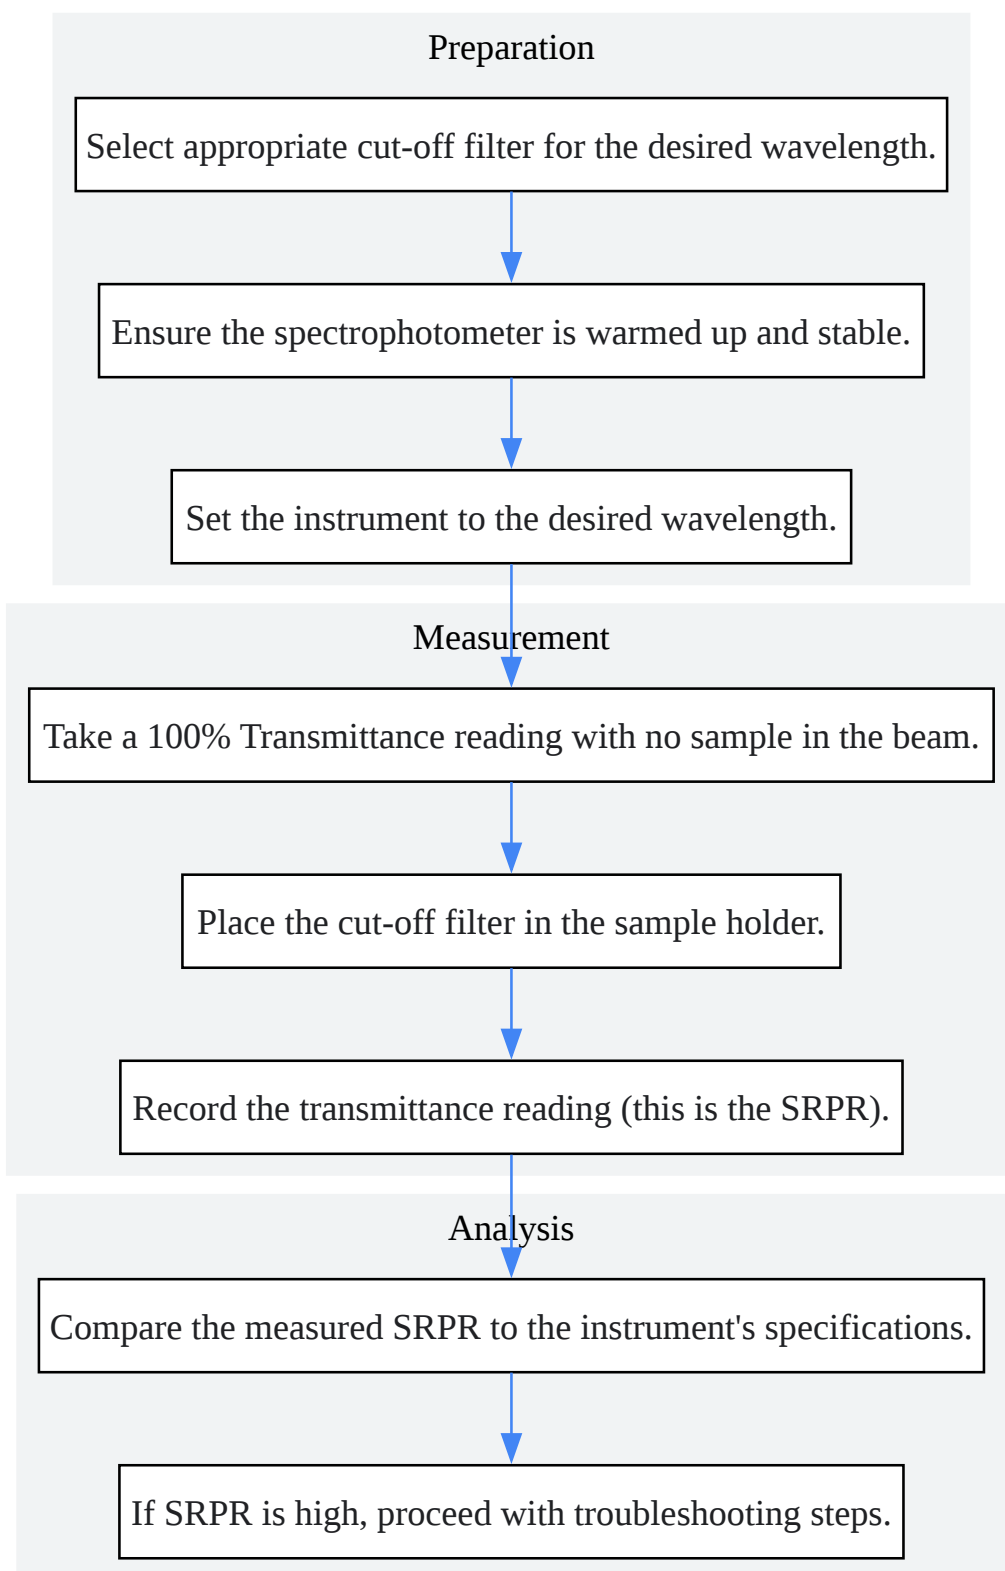 Preparation
Select appropriate cut-off filter for the desired wavelength.
Ensure the spectrophotometer is warmed up and stable.
Set the instrument to the desired wavelength.
Measurement
Take a 100% Transmittance reading with no sample in the beam.
Place the cut-off filter in the sample holder.
Record the transmittance reading (this is the SRPR).
Analysis
Compare the measured SRPR to the instrument's specifications.
If SRPR is high, proceed with troubleshooting steps.